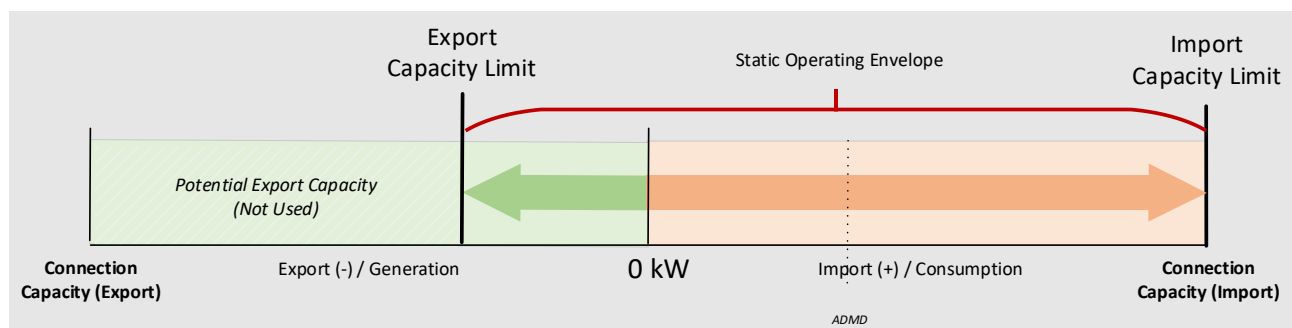 Export
Capacity Limit
Static Operating Envelope
Import
Capacity Limit
Potential Export Capacity
(Not Used)
Connection
Capacity (Export)
Export (-) / Generation
0 kW
Import (+) / Consumption
Connection
Capacity (Import)
ADMD